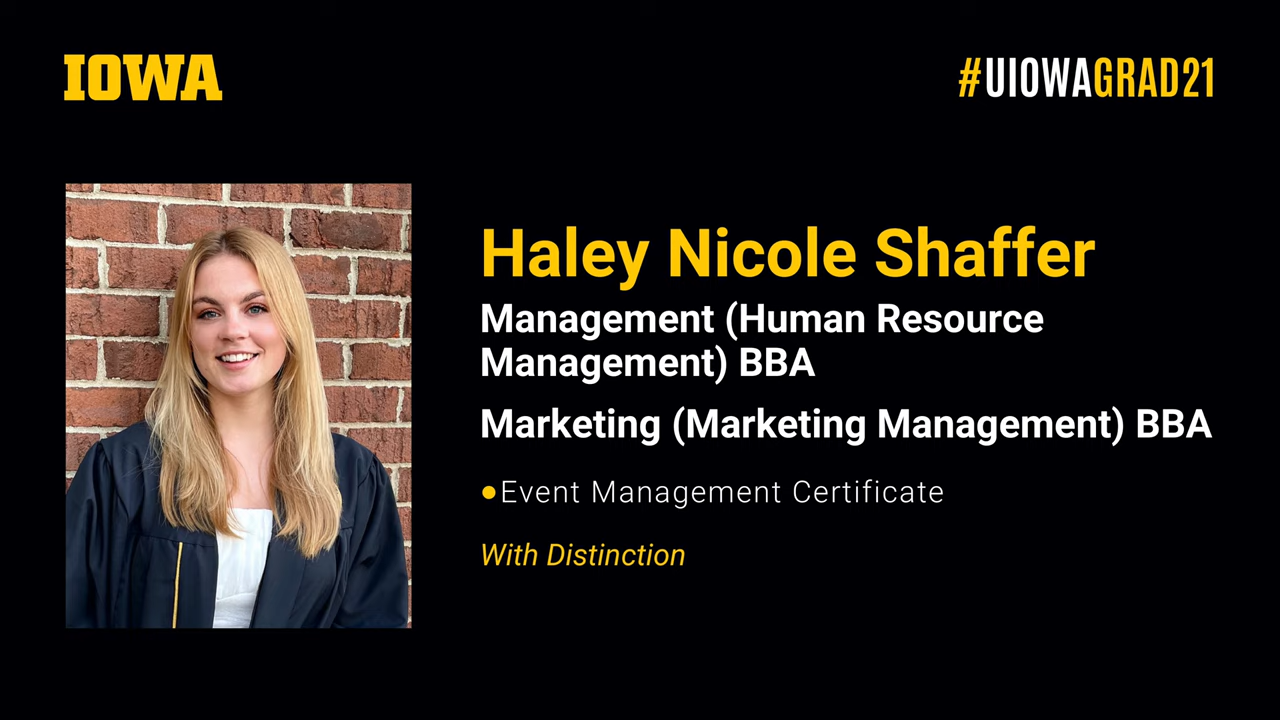 IOWA
#UIOWAGRAD21
Haley Nicole Shaffer
Management (Human Resource
Management) BBA
Marketing (Marketing Management) BBA
●Event Management Certificate
With Distinction